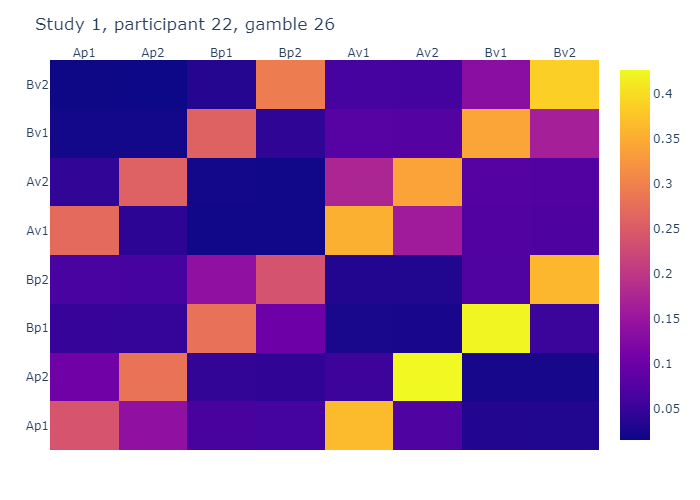 Study 1, participant 22, gamble 26
Ap1 Ap2 Bp1 Bp2 Av1 Av2 Bv1 Bv2
Bv2
Bv1
Av2
Av1
Bp2
Bp1
Ap2
Ap1
0.4
0.35
0.3
0.25
0.2
0.15
0.1
0.05